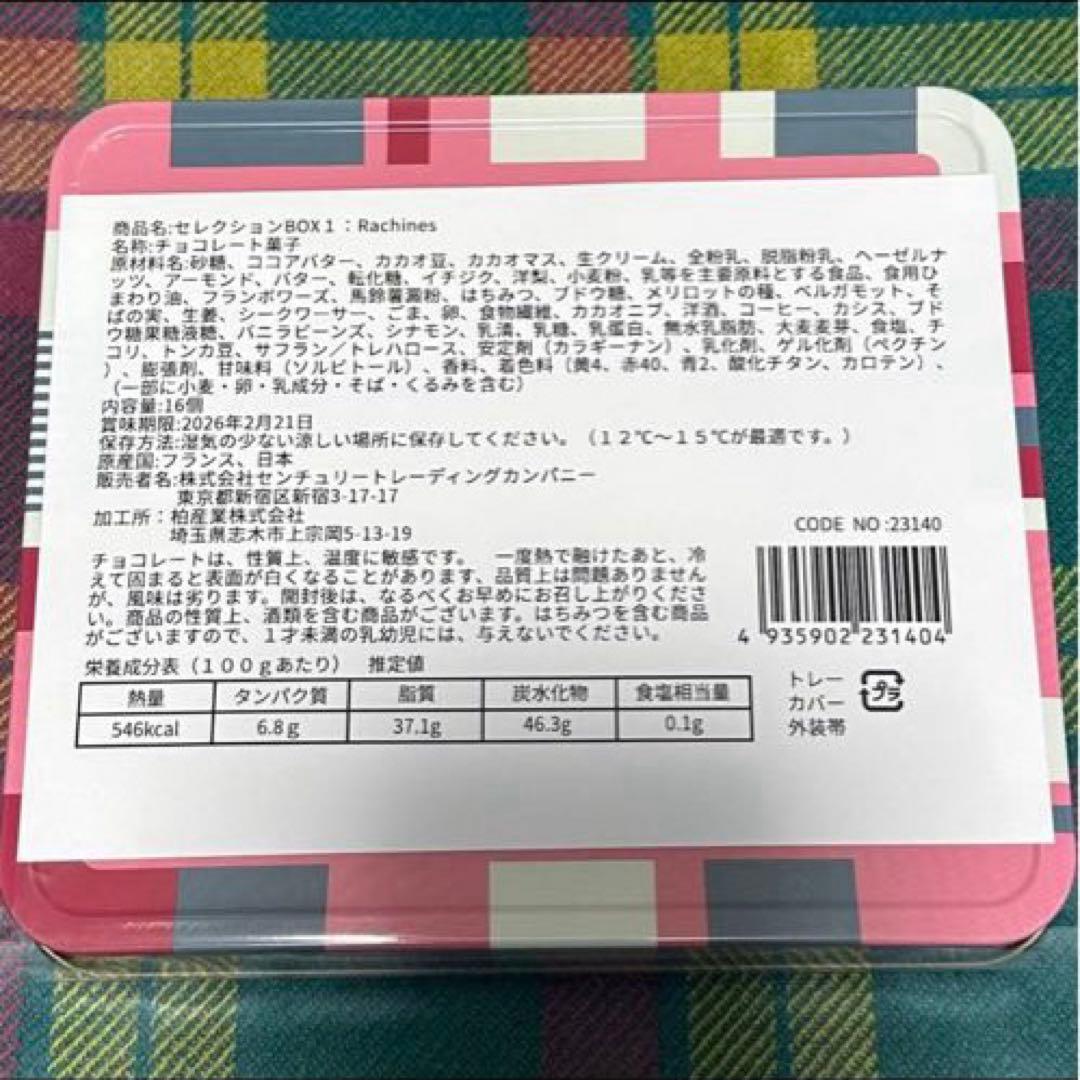 商品名:セレクションBOX１：Rachines
名称:チョコレート菓子
原材料名:砂糖、ココアバター、カカオ豆、カカオマス、生クリーム、全粉乳、脱脂粉乳、ヘーゼルナ
ッツ、アーモンド、バター、転化糖、イチジク、洋梨、小麦粉、乳等を主要原料とする食品、食用ひ
まわり油、フランボワーズ、馬鈴薯澱粉、はちみつ、ブドウ糖、メリロットの種、ベルガモット、そ
ばの実、生姜、シークワーサー、ごま、卵、食物繊維、カカオニブ、洋酒、コーヒー、カシス、ブド
ウ糖果糖液糖、バニラビーンズ、シナモン、乳清、乳糖、乳蛋白、無水乳脂肪、大麦麦芽、食塩、チ
コリ、トンカ豆、サフラン／トレハロース、安定剤（カラギーナン）、乳化剤、ゲル化剤（ペクチン
）、膨張剤、甘味料（ソルビトール）、香料、着色料（黄4、赤40、青2、酸化チタン、カロテン）、
（一部に小麦・卵・乳成分・そば・くるみを含む）
内容量:16個
賞味期限:2026年2月21日
保存方法:湿気の少ない涼しい場所に保存してください。（１２℃～１５℃が最適です。）
原産国:フランス、日本
販売者名:株式会社センチュリートレーディングカンパニー
東京都新宿区新宿3-17-17
加工所：柏産業株式会社
埼玉県志木市上宗岡5-13-19
CODE NO :23140
チョコレートは、性質上、温度に敏感です。　一度熱で融けたあと、冷
えて固まると表面が白くなることがあります、品質上は問題ありません
が、風味は劣ります。開封後は、なるべくお早めにお召し上がりくださ
い。商品の性質上、酒類を含む商品がございます。はちみつを含む商品
がございますので、１才未満の乳幼児には、与えないでください。
4 935902 231404
栄養成分表（１００ｇあたり）　推定値
熱量 タンパク質 脂質 炭水化物 食塩相当量
546kcal 6.8ｇ 37.1g 46.3g 0.1g
トレー
カバー
外装帯
プラ